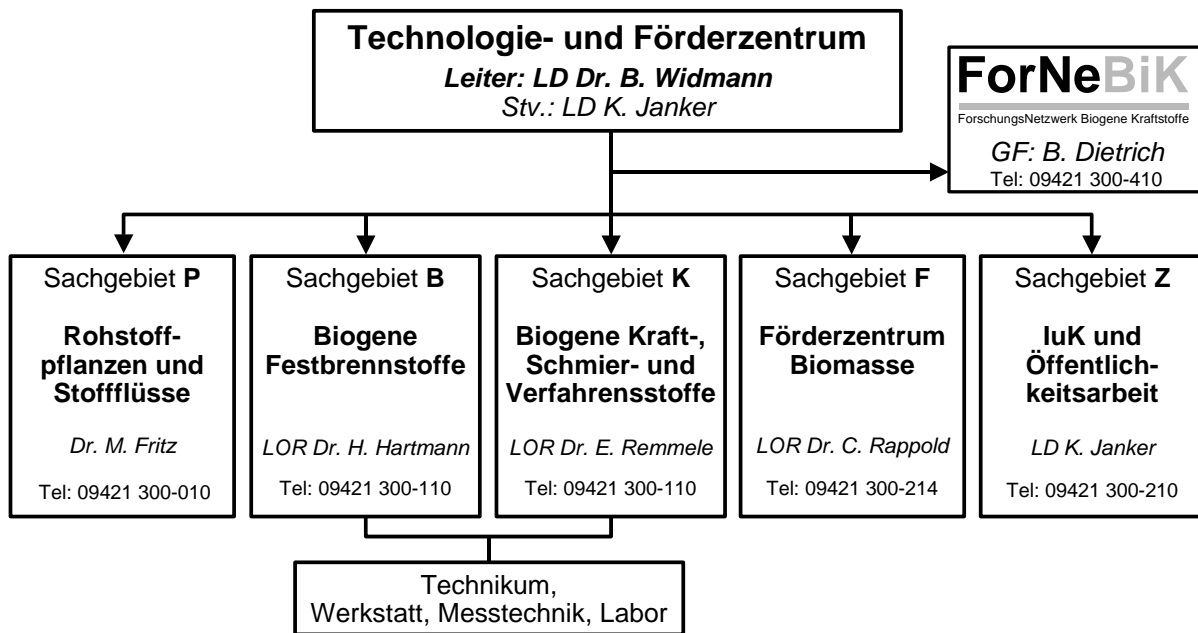 Technologie- und Förderzentrum
Leiter: LD Dr. B. Widmann
Stv.: LD K. Janker
ForNeBiK
ForschungsNetzwerk Biogene Kraftstoffe
GF: B. Dietrich
Tel: 09421 300-410
Sachgebiet P
Rohstoff-
pflanzen und
Stoffflüsse
Dr. M. Fritz
Tel: 09421 300-010
Sachgebiet B
Biogene
Festbrennstoffe
LOR Dr. H. Hartmann
Tel: 09421 300-110
Sachgebiet K
Biogene Kraft-,
Schmier- und
Verfahrensstoffe
LOR Dr. E. Remmele
Tel: 09421 300-110
Sachgebiet F
Förderzentrum
Biomasse
LOR Dr. C. Rappold
Tel: 09421 300-214
Sachgebiet Z
IuK und
Öffentlich-
keitsarbeit
LD K. Janker
Tel: 09421 300-210
Technikum,
Werkstatt, Messtechnik, Labor